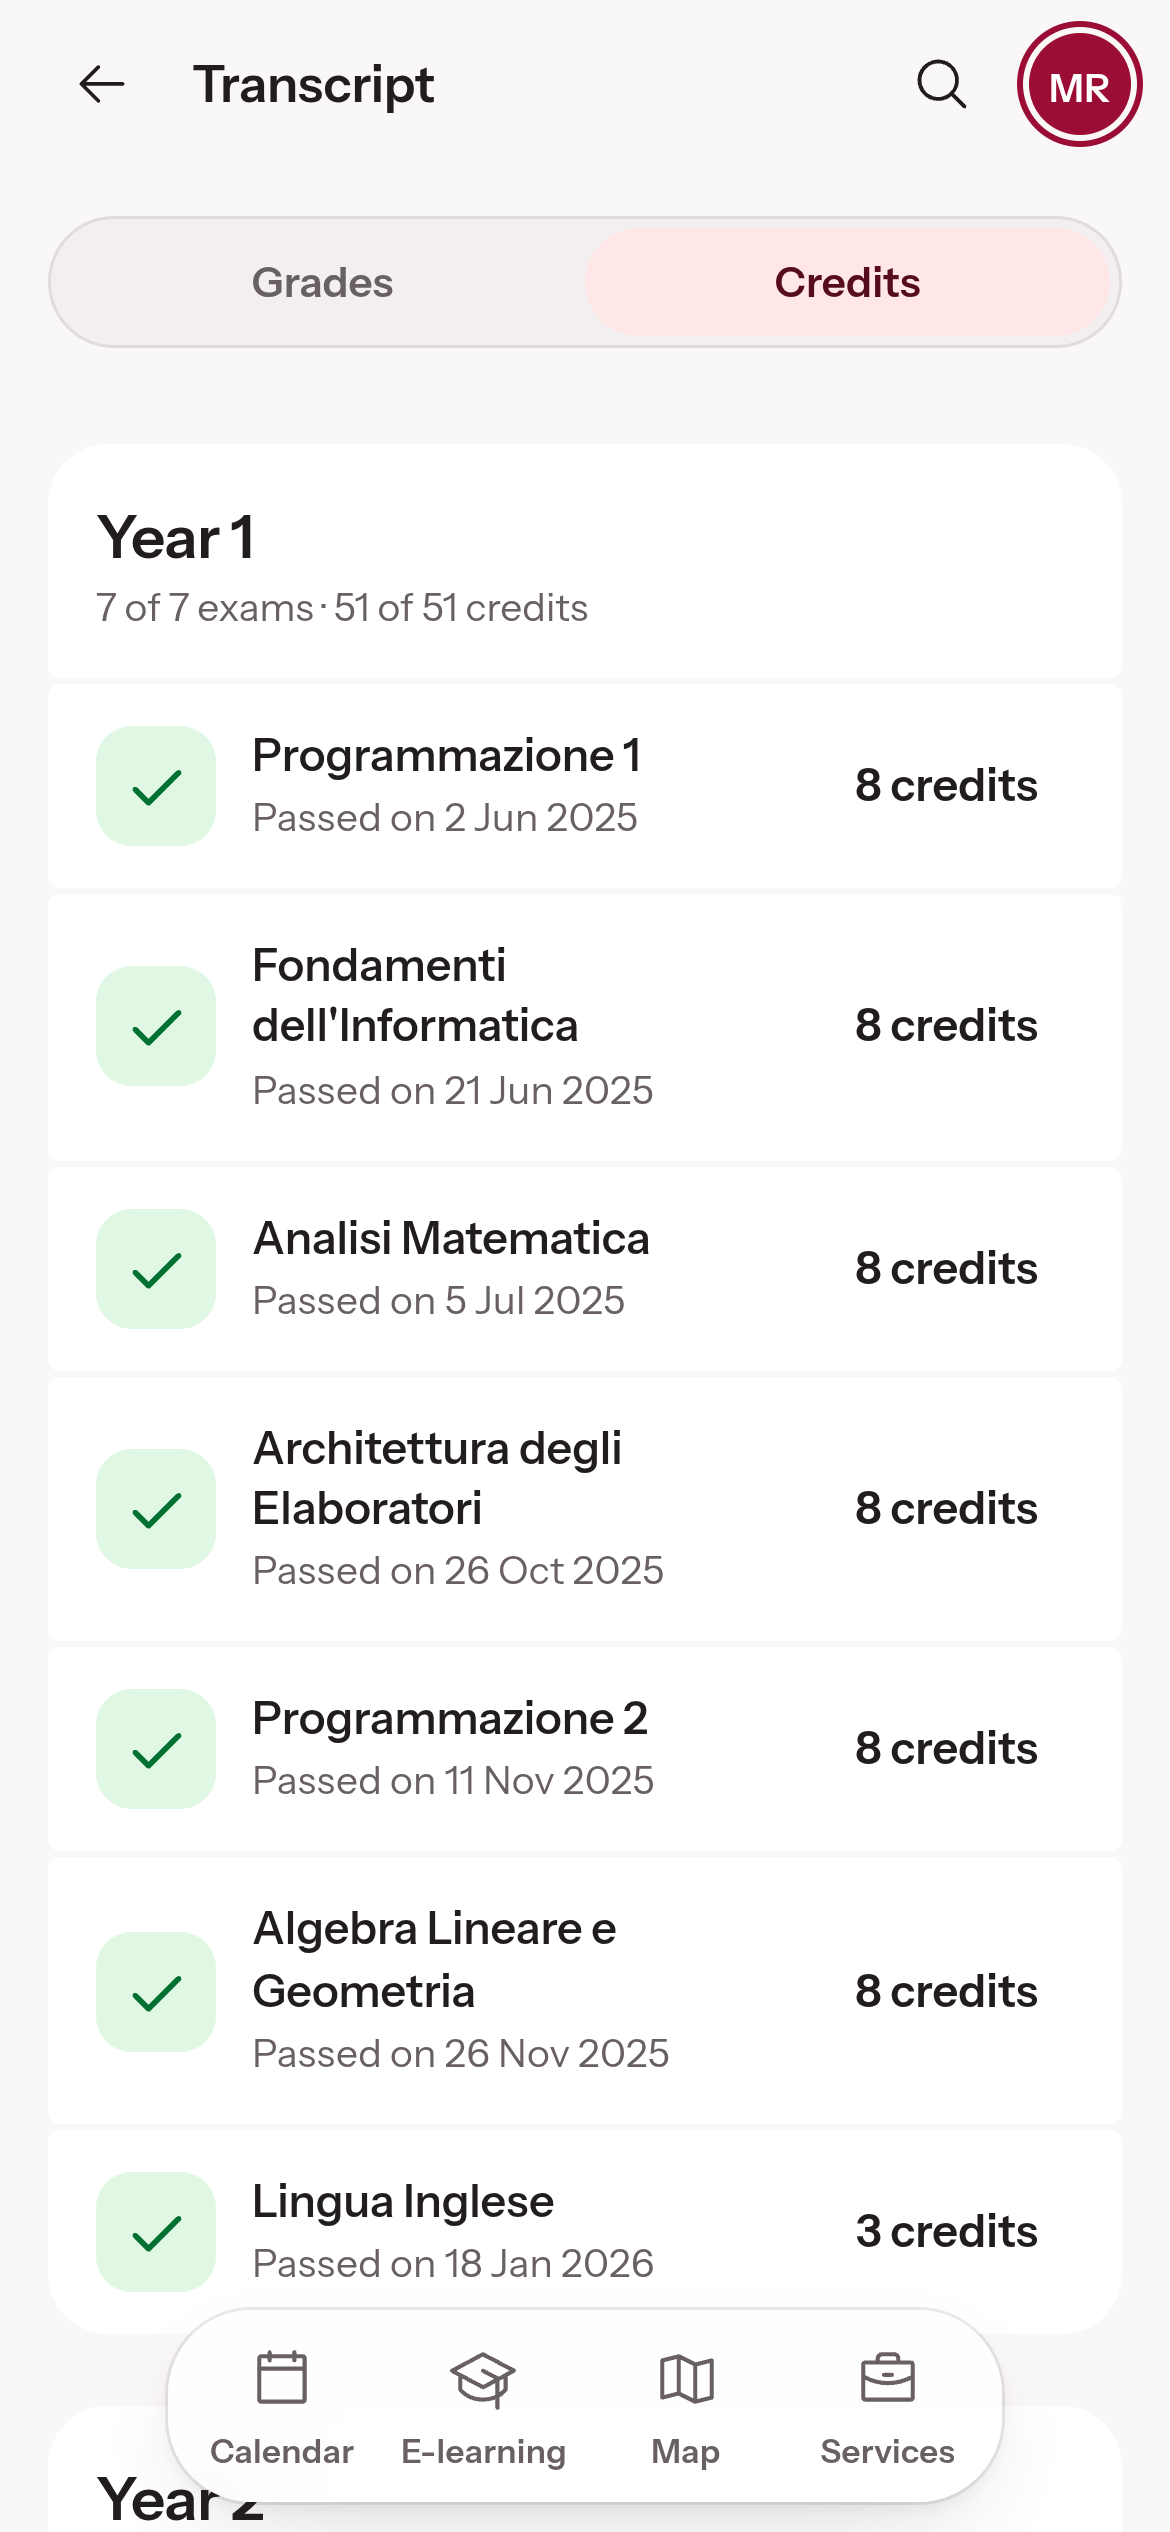 Transcript
MR
Grades
Credits
Year 1
7 of 7 exams · 51 of 51 credits
Programmazione 1
Passed on 2 Jun 2025
8 credits
Fondamenti
dell'Informatica
Passed on 21 Jun 2025
8 credits
Analisi Matematica
Passed on 5 Jul 2025
8 credits
Architettura degli
Elaboratori
Passed on 26 Oct 2025
8 credits
Programmazione 2
Passed on 11 Nov 2025
8 credits
Algebra Lineare e
Geometria
Passed on 26 Nov 2025
8 credits
Lingua Inglese
Passed on 18 Jan 2026
3 credits
Calendar
E-learning
Map
Services
Year 2